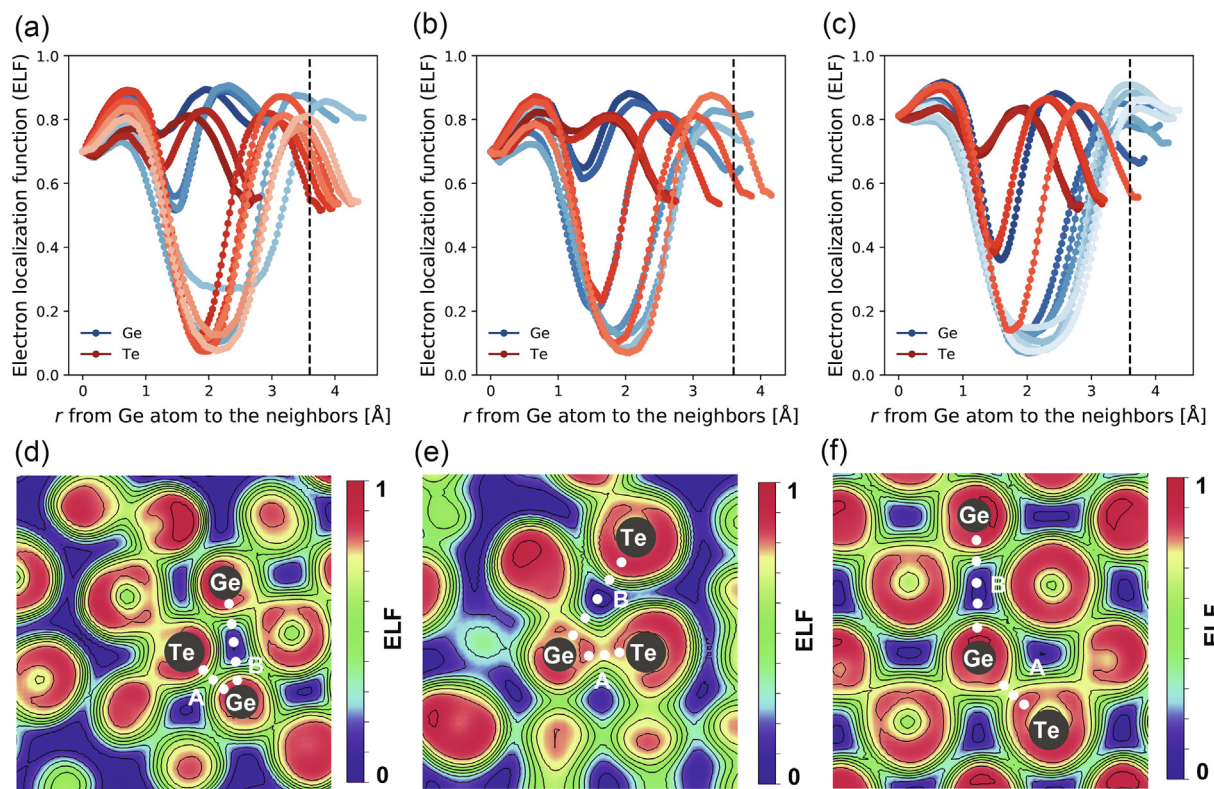 (a)
(b)
(c)
Electron localization function (ELF)
1.0
0.8
0.6
0.4
0.2
0.0
Ge
Te
0 1 2 3 4
r from Ge atom to the neighbors [Å]
Electron localization function (ELF)
1.0
0.8
0.6
0.4
0.2
0.0
Ge
Te
0 1 2 3 4
r from Ge atom to the neighbors [Å]
Electron localization function (ELF)
1.0
0.8
0.6
0.4
0.2
0.0
Ge
Te
0 1 2 3 4
r from Ge atom to the neighbors [Å]
(d)
(e)
(f)
Ge
Te
B
A
Ge
1
ELF
0
Te
B
Ge
Te
A
1
ELF
0
Ge
B
Ge
A
Te
1
ELF
0